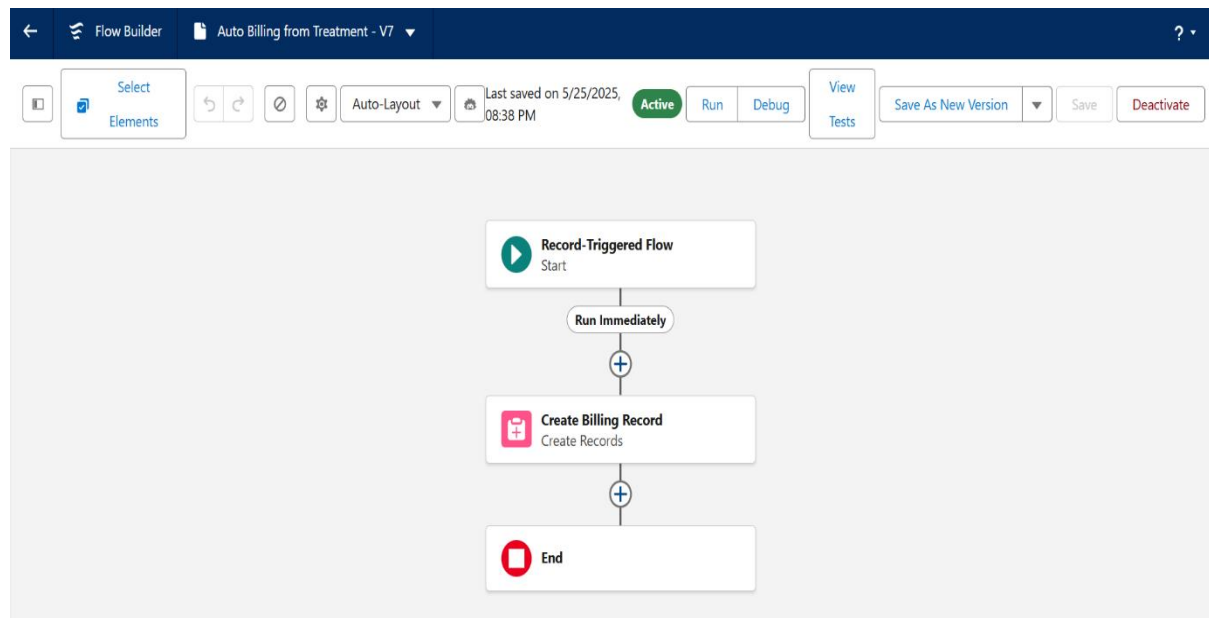 Flow Builder
Auto Billing from Treatment - V7
?
Select
Elements
Auto-Layout
Last saved on 5/25/2025,
08:38 PM
Active
Run
Debug
View
Tests
Save As New Version
Save
Deactivate
Record-Triggered Flow
Start
Run Immediately
Create Billing Record
Create Records
End